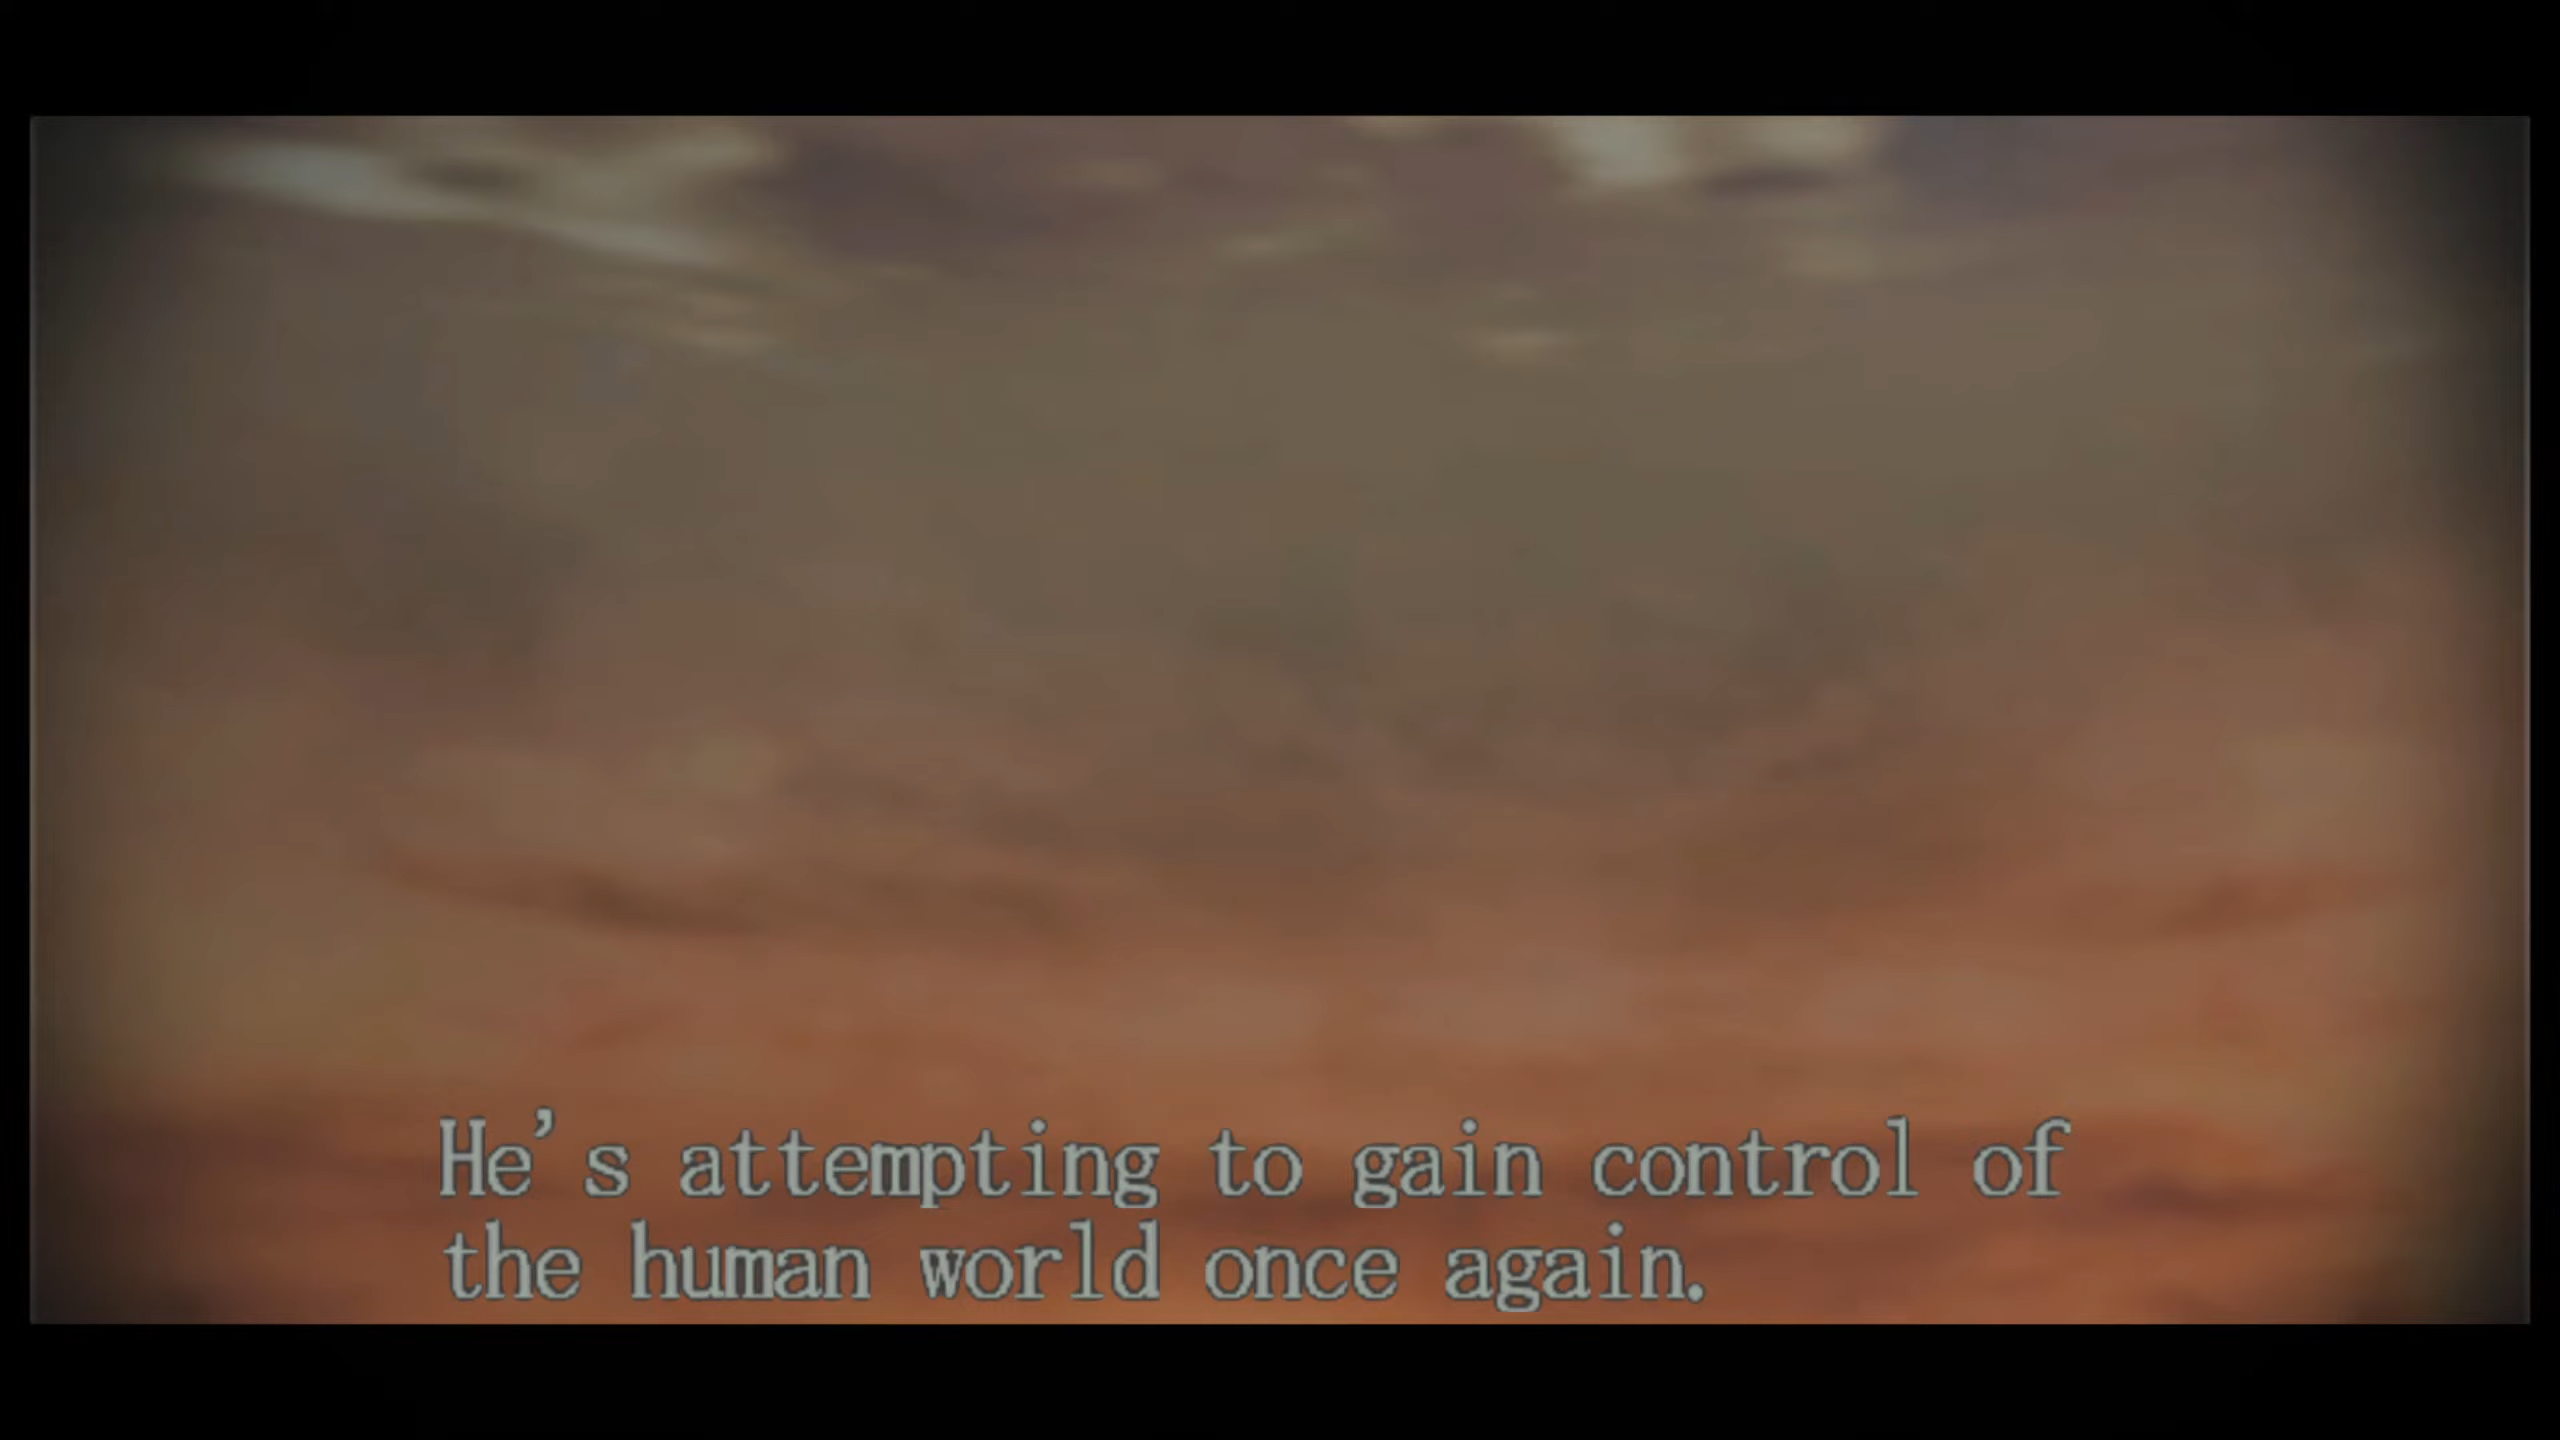 He's attempting to gain control of
the human world once again.